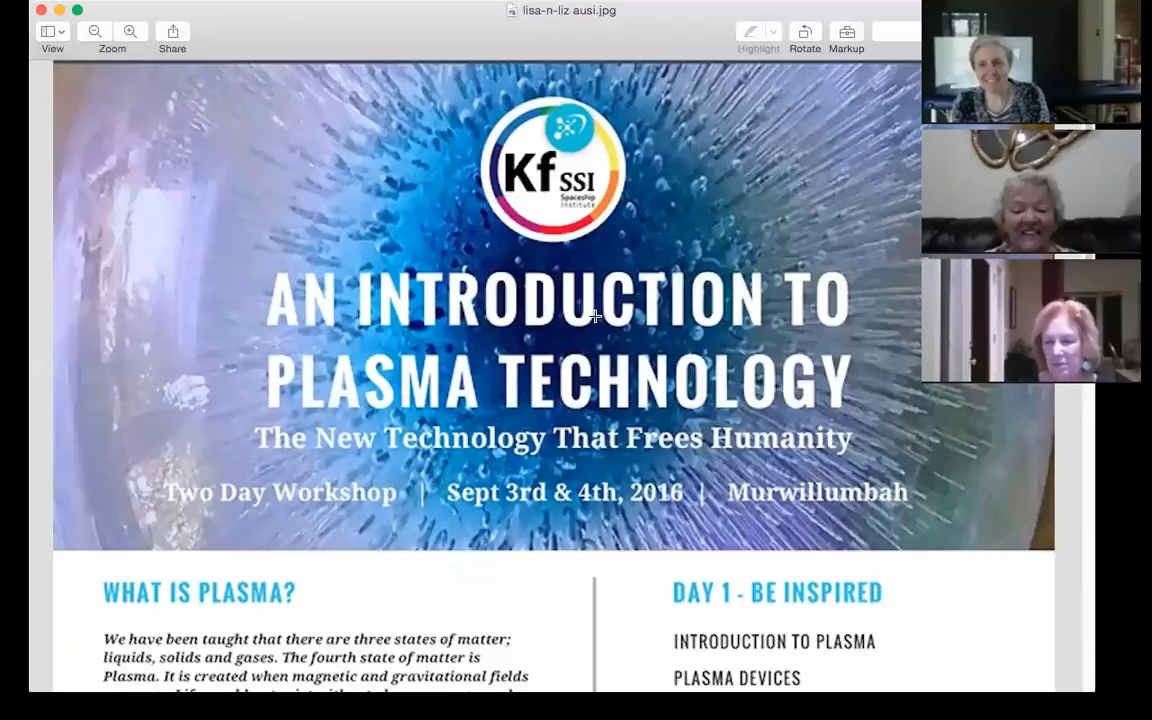 lisa-n-liz ausi.jpg
View
Zoom
Share
Highlight
Rotate
Markup
Kf SSI
Spaceship
Institute
AN INTRODUCTION TO
PLASMA TECHNOLOGY
The New Technology That Frees Humanity
Two Day Workshop | Sept 3rd & 4th, 2016 | Murwillumbah
WHAT IS PLASMA?
We have been taught that there are three states of matter;
liquids, solids and gases. The fourth state of matter is
Plasma. It is created when magnetic and gravitational fields
DAY 1 - BE INSPIRED
INTRODUCTION TO PLASMA
PLASMA DEVICES